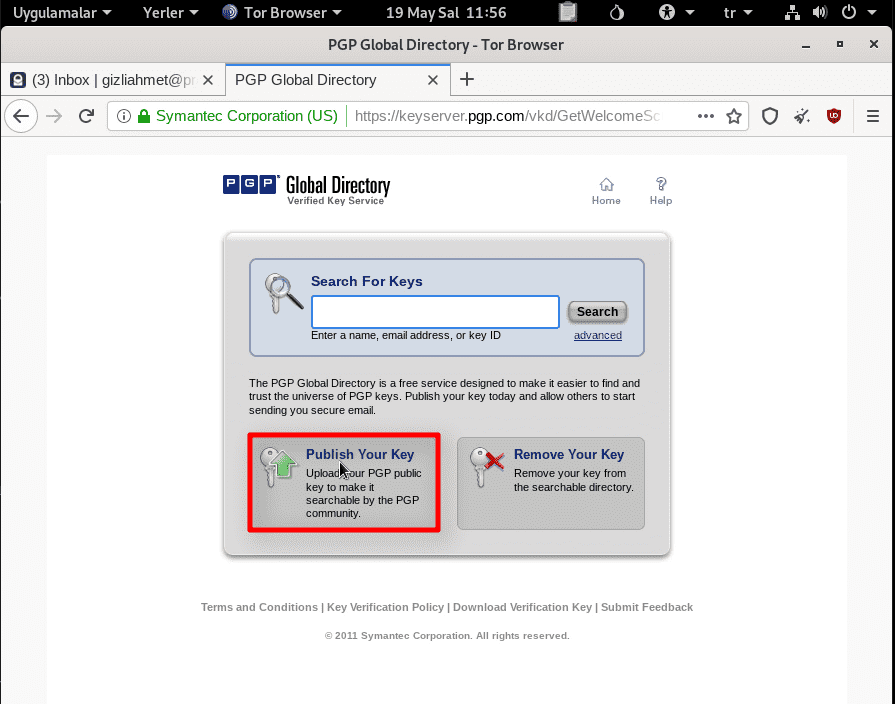 Uygulamalar Yerler Tor Browser 19 May Sal 11:56 tr
PGP Global Directory - Tor Browser
(3) Inbox | gizliahmet@pr PGP Global Directory
Symantec Corporation (US) https://keyserver.pgp.com/vkd/GetWelcomeSc
PGP Global Directory
Verified Key Service
Home Help
Search For Keys
Search
Enter a name, email address, or key ID advanced
The PGP Global Directory is a free service designed to make it easier to find and
trust the universe of PGP keys. Publish your key today and allow others to start
sending you secure email.
Publish Your Key
Upload your PGP public
key to make it
searchable by the PGP
community.
Remove Your Key
Remove your key from
the searchable directory.
Terms and Conditions | Key Verification Policy | Download Verification Key | Submit Feedback
© 2011 Symantec Corporation. All rights reserved.